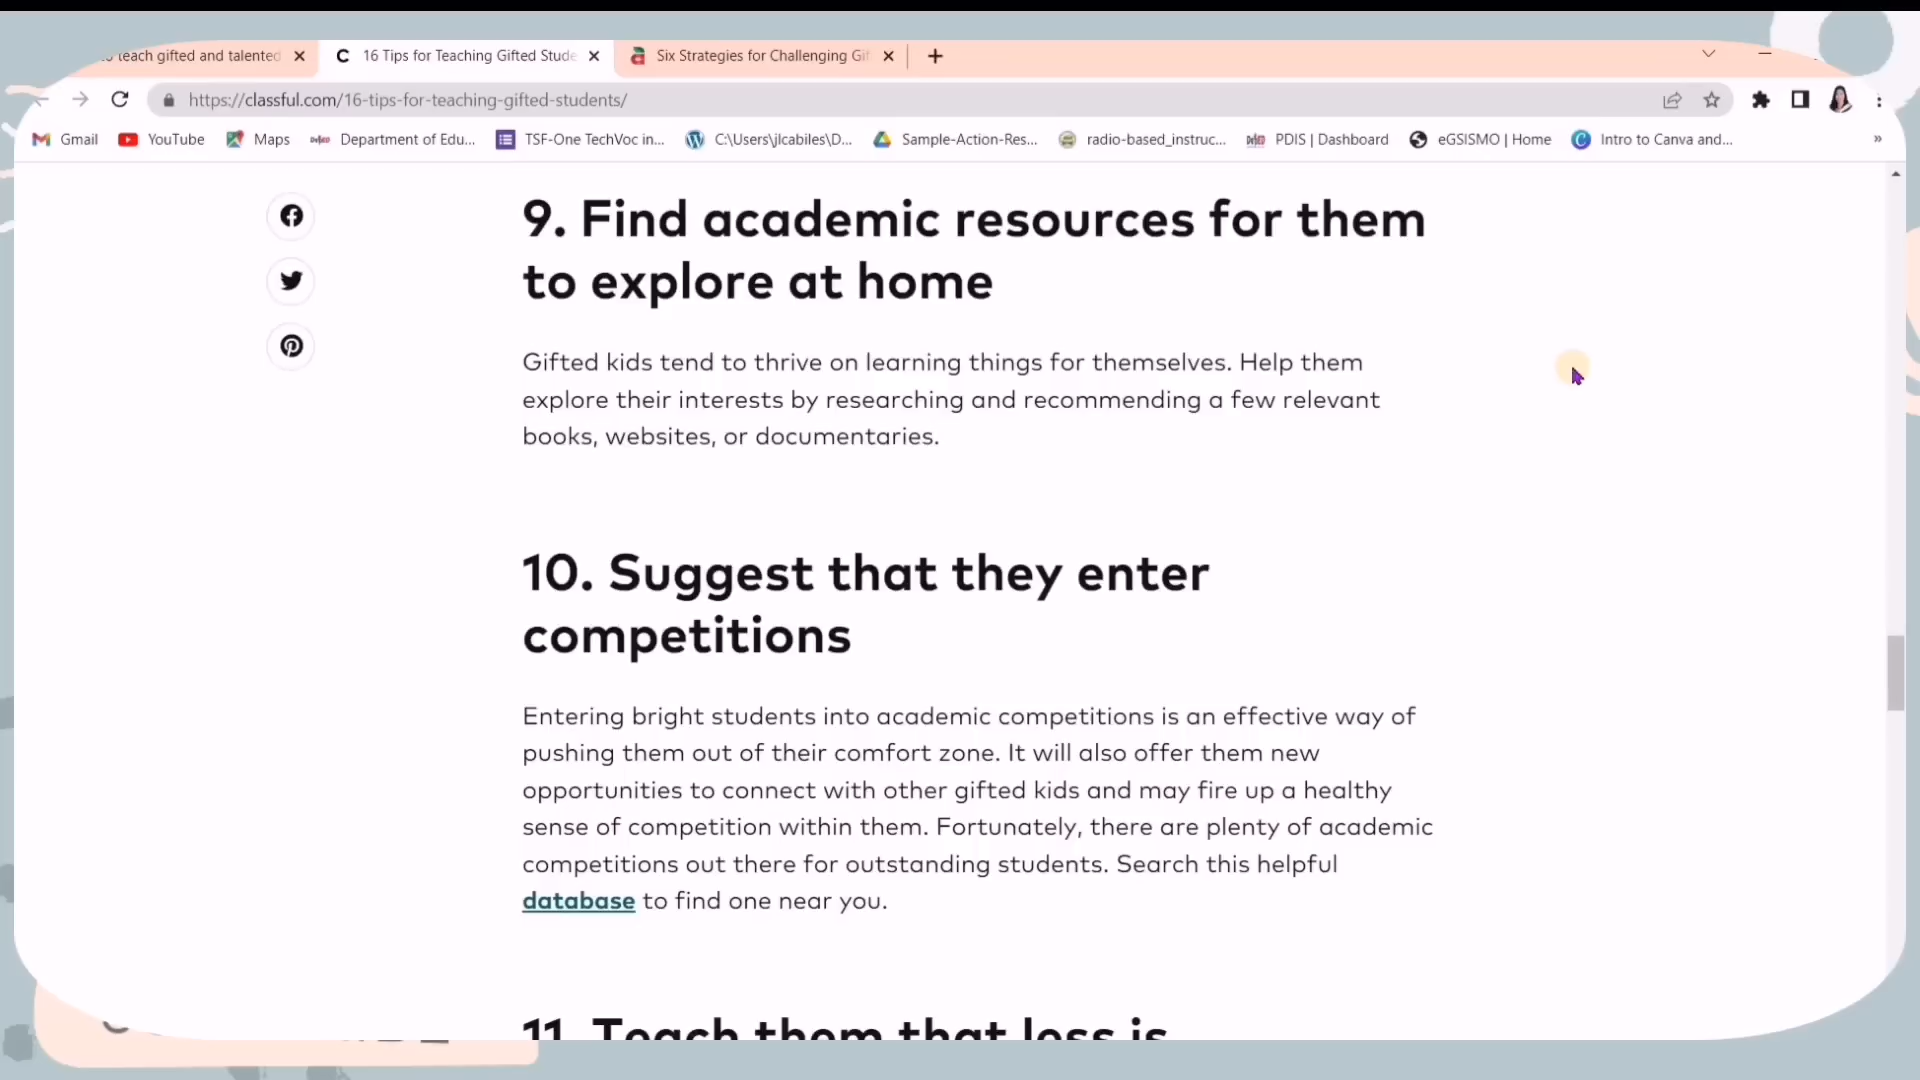 teach gifted and talented
16 Tips for Teaching Gifted Stude
Six Strategies for Challenging Gif
https://classful.com/16-tips-for-teaching-gifted-students/
Gmail
YouTube
Maps
Department of Edu...
TSF-One TechVoc in...
C:\Users\jlcabiles\D...
Sample-Action-Res...
radio-based_instruc...
PDIS | Dashboard
eGSISMO | Home
Intro to Canva and...
9. Find academic resources for them
to explore at home
Gifted kids tend to thrive on learning things for themselves. Help them
explore their interests by researching and recommending a few relevant
books, websites, or documentaries.
10. Suggest that they enter
competitions
Entering bright students into academic competitions is an effective way of
pushing them out of their comfort zone. It will also offer them new
opportunities to connect with other gifted kids and may fire up a healthy
sense of competition within them. Fortunately, there are plenty of academic
competitions out there for outstanding students. Search this helpful
database to find one near you.
11. Teach them that less is